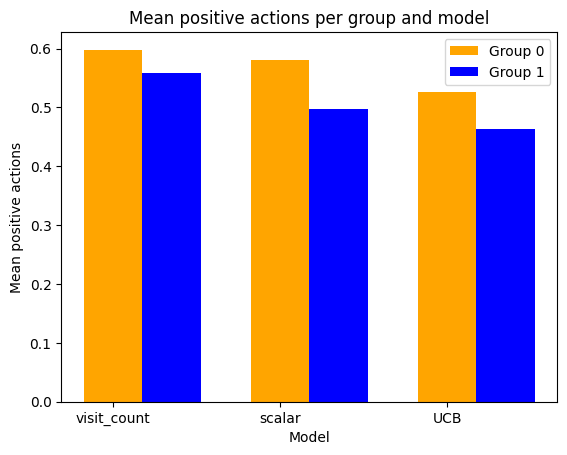 Mean positive actions per group and model
Group 0
Group 1
Mean positive actions
0.6
0.5
0.4
0.3
0.2
0.1
0.0
visit_count scalar UCB
Model